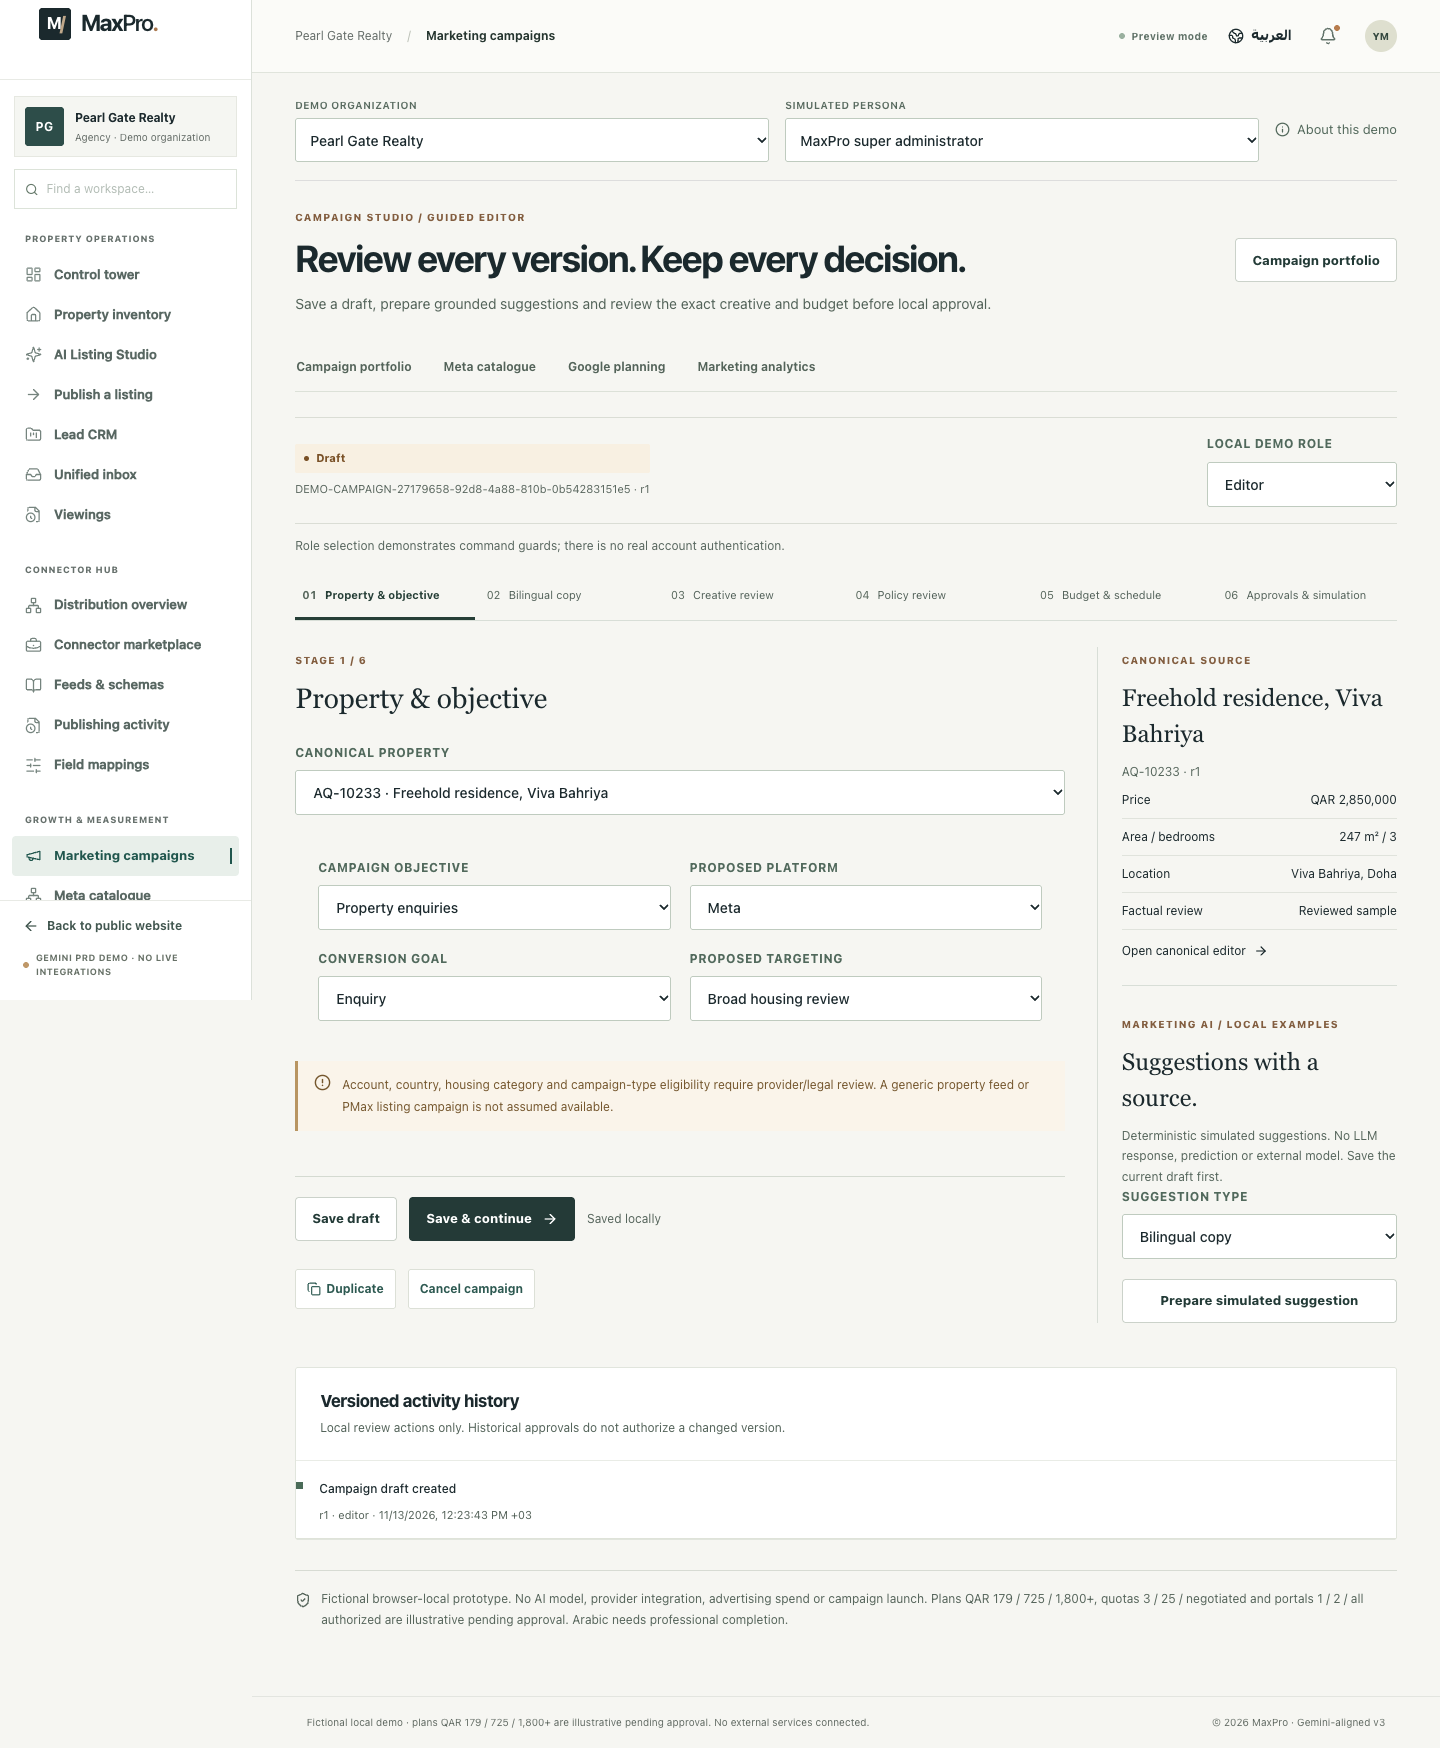 M/ MaxPro.
Pearl Gate Realty / Marketing campaigns
Preview mode
العربية
YM
PG
Pearl Gate Realty
Agency · Demo organization
Find a workspace...
PROPERTY OPERATIONS
Control tower
Property inventory
AI Listing Studio
Publish a listing
Lead CRM
Unified inbox
Viewings
CONNECTOR HUB
Distribution overview
Connector marketplace
Feeds & schemas
Publishing activity
Field mappings
GROWTH & MEASUREMENT
Marketing campaigns
Meta catalogue
Back to public website
GEMINI PRD DEMO · NO LIVE
INTEGRATIONS
DEMO ORGANIZATION
Pearl Gate Realty
SIMULATED PERSONA
MaxPro super administrator
About this demo
CAMPAIGN STUDIO / GUIDED EDITOR
Review every version. Keep every decision.
Campaign portfolio
Save a draft, prepare grounded suggestions and review the exact creative and budget before local approval.
Campaign portfolio
Meta catalogue
Google planning
Marketing analytics
Draft
DEMO-CAMPAIGN-27179658-92d8-4a88-810b-0b54283151e5 · r1
LOCAL DEMO ROLE
Editor
Role selection demonstrates command guards; there is no real account authentication.
01 Property & objective
02 Bilingual copy
03 Creative review
04 Policy review
05 Budget & schedule
06 Approvals & simulation
STAGE 1 / 6
Property & objective
CANONICAL PROPERTY
AQ-10233 · Freehold residence, Viva Bahriya
CAMPAIGN OBJECTIVE
Property enquiries
PROPOSED PLATFORM
Meta
CONVERSION GOAL
Enquiry
PROPOSED TARGETING
Broad housing review
Account, country, housing category and campaign-type eligibility require provider/legal review. A generic property feed or
PMax listing campaign is not assumed available.
Save draft
Save & continue
Saved locally
Duplicate
Cancel campaign
CANONICAL SOURCE
Freehold residence, Viva
Bahriya
AQ-10233 · r1
Price QAR 2,850,000
Area / bedrooms 247 m² / 3
Location Viva Bahriya, Doha
Factual review Reviewed sample
Open canonical editor
MARKETING AI / LOCAL EXAMPLES
Suggestions with a
source.
Deterministic simulated suggestions. No LLM
response, prediction or external model. Save the
current draft first.
SUGGESTION TYPE
Bilingual copy
Prepare simulated suggestion
Versioned activity history
Local review actions only. Historical approvals do not authorize a changed version.
Campaign draft created
r1 · editor · 11/13/2026, 12:23:43 PM +03
Fictional browser-local prototype. No AI model, provider integration, advertising spend or campaign launch. Plans QAR 179 / 725 / 1,800+, quotas 3 / 25 / negotiated and portals 1 / 2 / all
authorized are illustrative pending approval. Arabic needs professional completion.
Fictional local demo · plans QAR 179 / 725 / 1,800+ are illustrative pending approval. No external services connected.
© 2026 MaxPro · Gemini-aligned v3